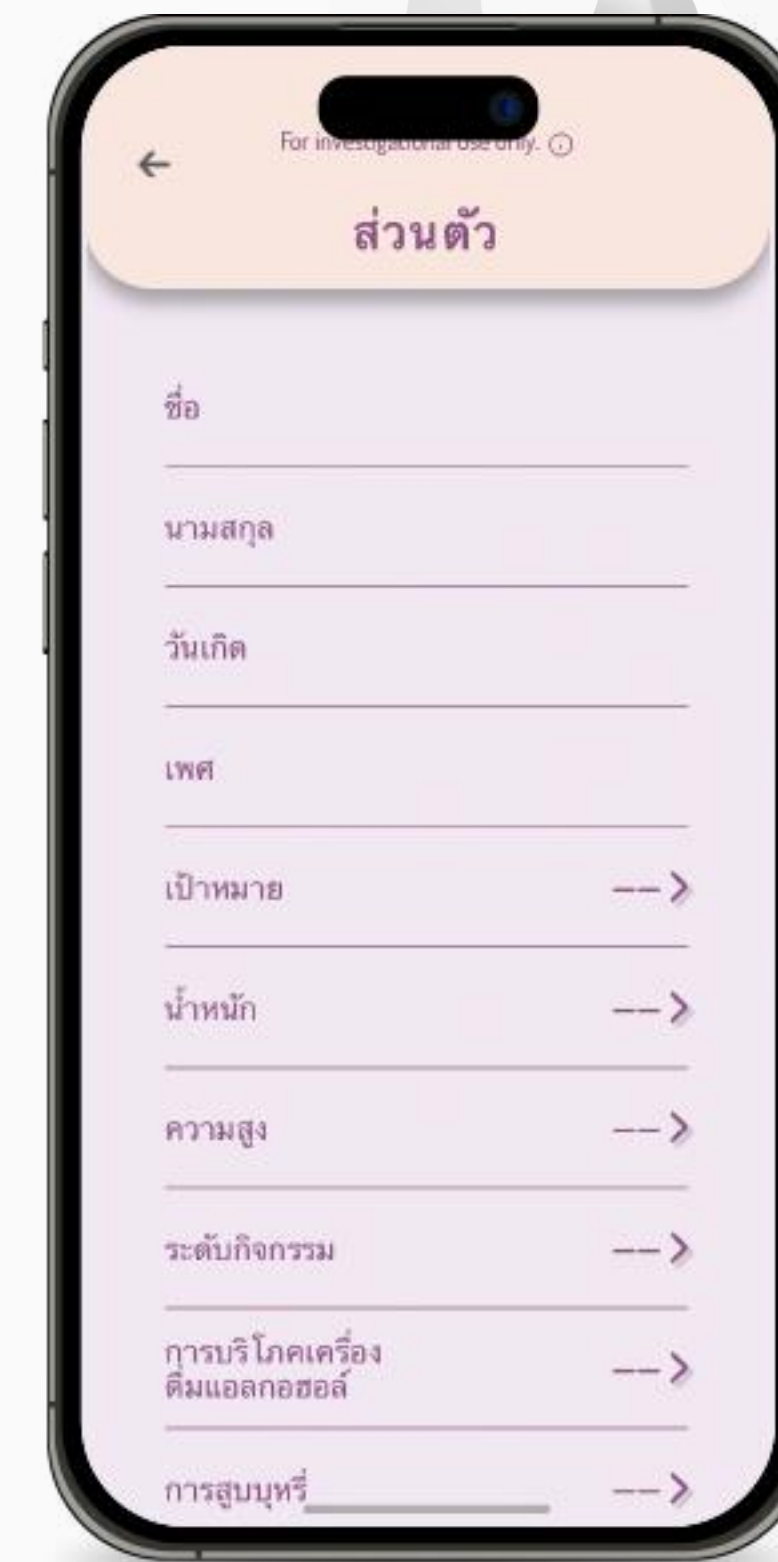 For investigational use only.
ส่วนตัว
ชื่อ
นามสกุล
วันเกิด
เพศ
เป้าหมาย -- >
น้ำหนัก -- >
ความสูง -- >
ระดับกิจกรรม -- >
การบริโภคเครื่อง
ดื่มแอลกอฮอล์ -- >
การสูบบุหรี่ -- >